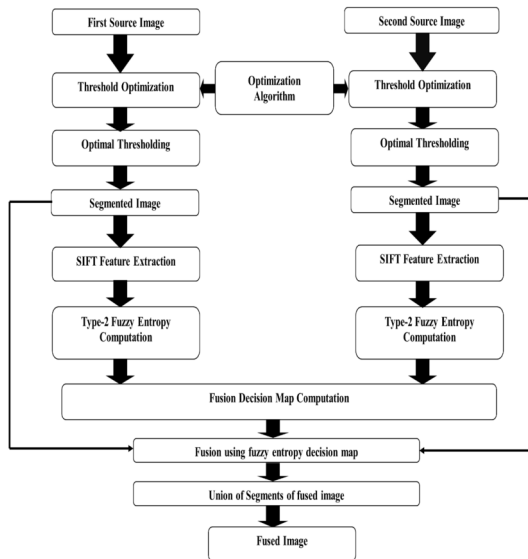 First Source Image
Second Source Image
Threshold Optimization
Optimization
Algorithm
Threshold Optimization
Optimal Thresholding
Optimal Thresholding
Segmented Image
Segmented Image
SIFT Feature Extraction
SIFT Feature Extraction
Type-2 Fuzzy Entropy
Computation
Type-2 Fuzzy Entropy
Computation
Fusion Decision Map Computation
Fusion using fuzzy entropy decision map
Union of Segments of fused image
Fused Image